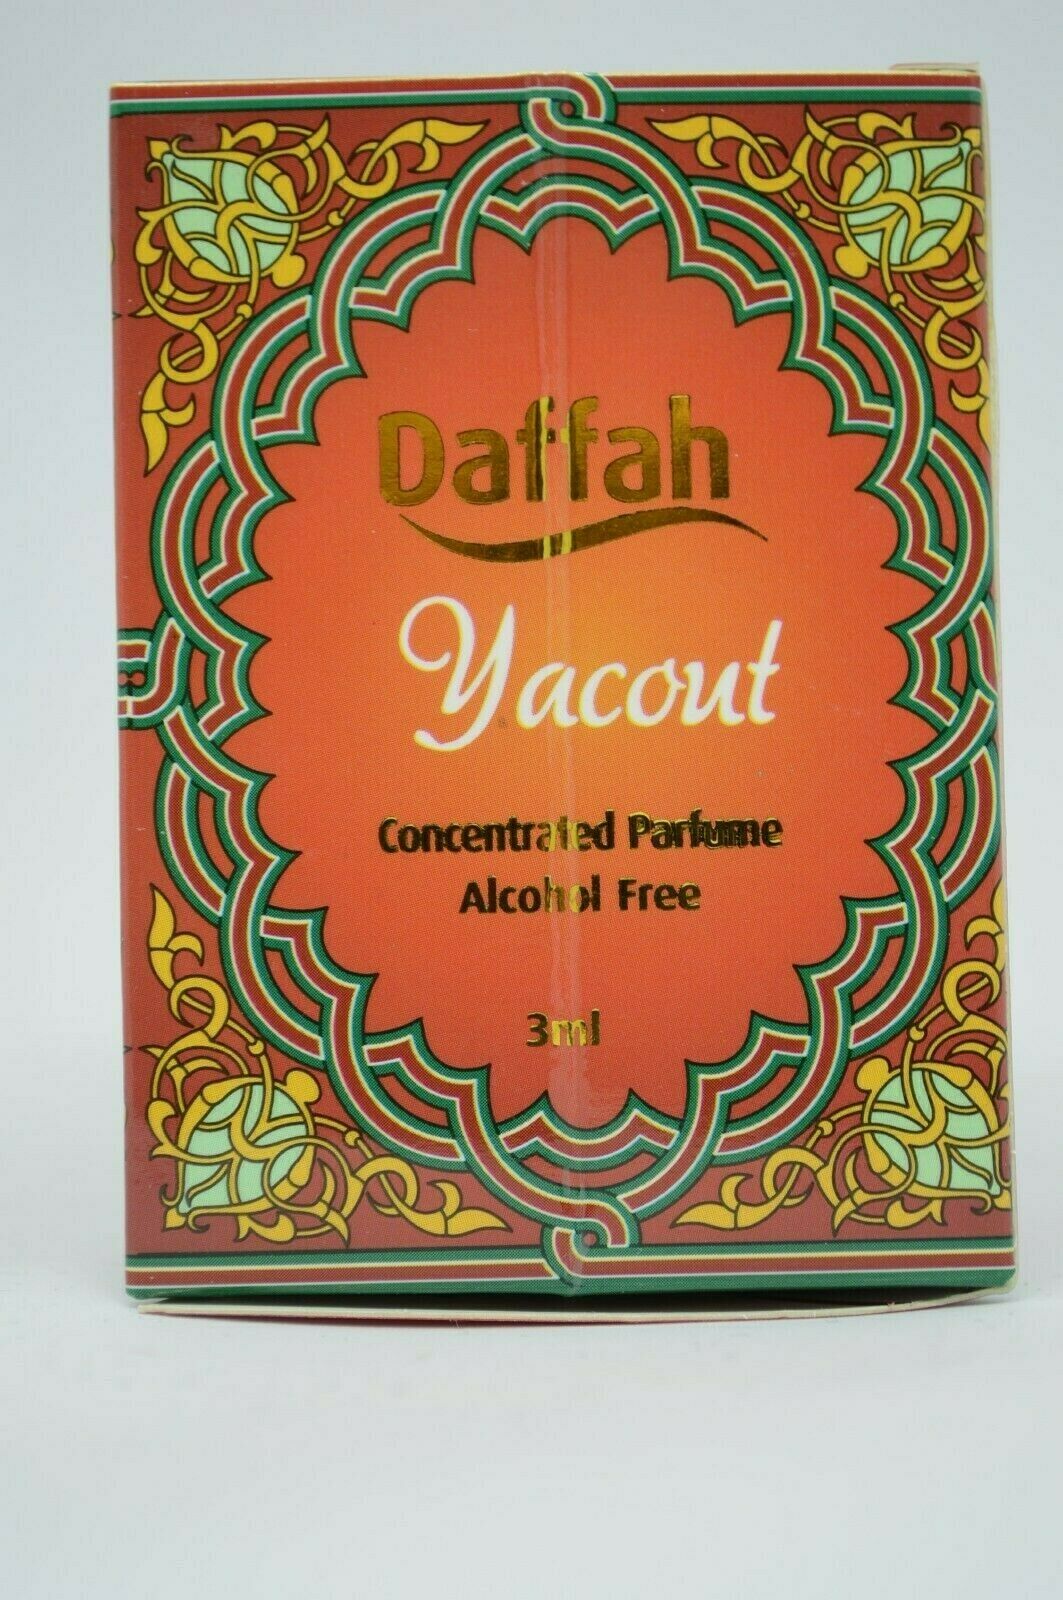 Daffah
Yacout
Concentrated Parfume
Alcohol Free
3ml